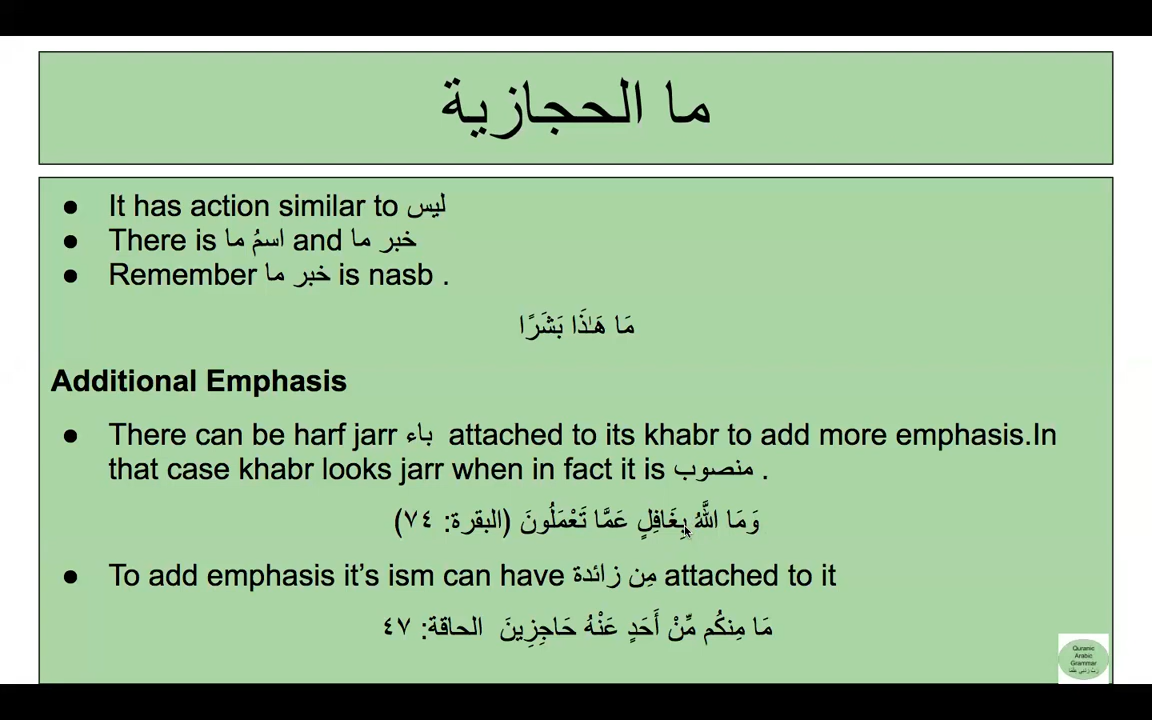 ما الحجازية
● It has action similar to ليس
● There is اسمُ ما and خبر ما
● Remember خبر ما is nasb .
مَا هَـٰذَا بَشَرًا
Additional Emphasis
● There can be harf jarr باء attached to its khabr to add more emphasis.In
that case khabr looks jarr when in fact it is منصوب .
وَمَا اللَّهُ بِغَافِلٍ عَمَّا تَعْمَلُونَ (البقرة: ٧٤)
● To add emphasis it's ism can have مِن زائدة attached to it
مَا مِنكُم مِّنْ أَحَدٍ عَنْهُ حَاجِزِينَ الحاقة: ٤٧
Quranic
Arabic
Grammar